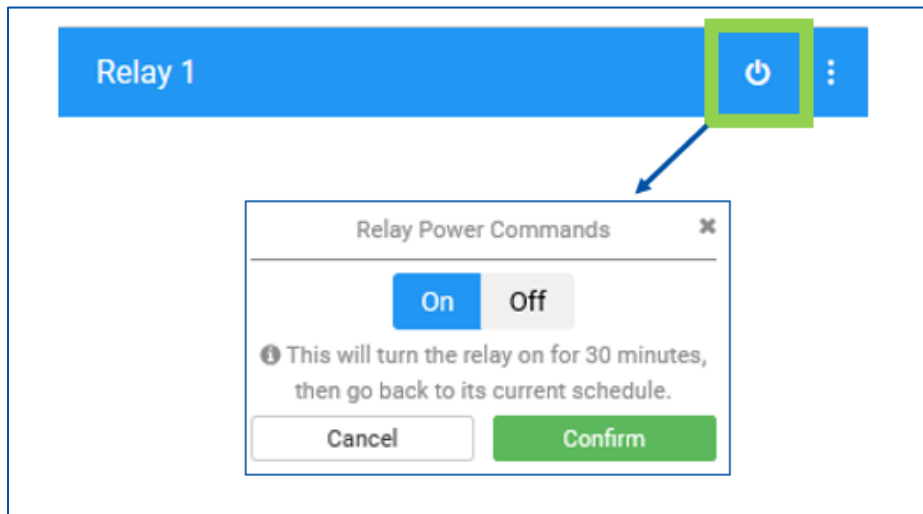 Relay 1
Relay Power Commands
On Off
This will turn the relay on for 30 minutes,
then go back to its current schedule.
Cancel Confirm